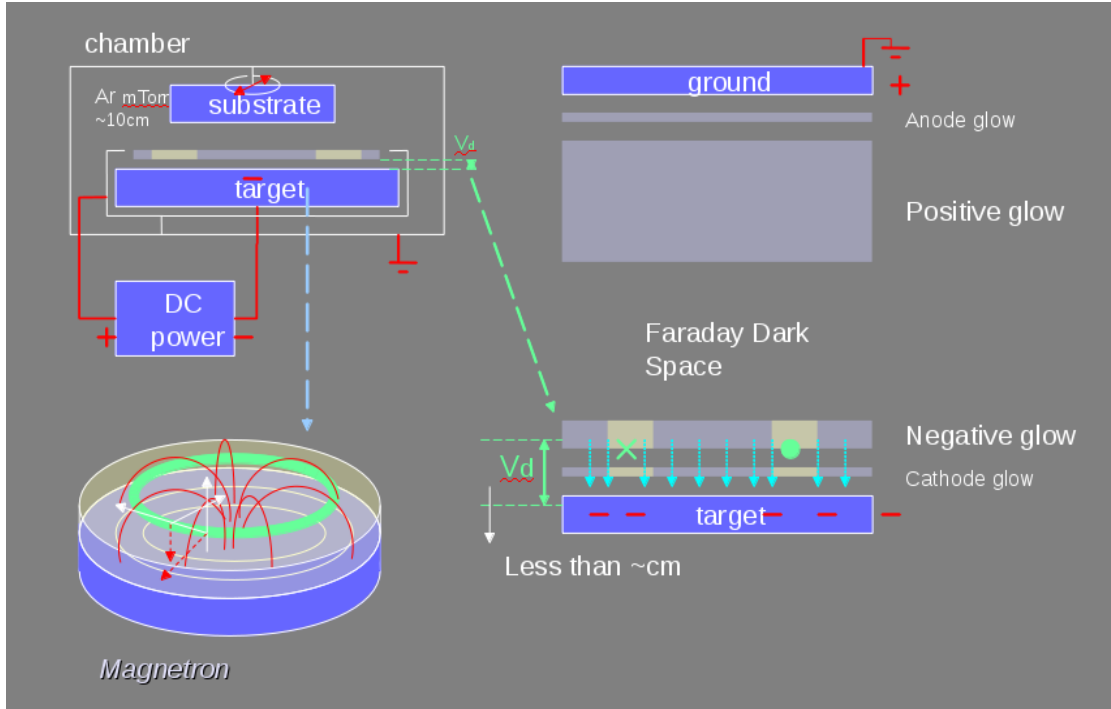 chamber
Ar mTorr
~10cm
substrate
Vd
target
DC
power
+
−
Magnetron
ground
+
Anode glow
Positive glow
Faraday Dark
Space
Negative glow
Vd
Cathode glow
target
Less than ~cm